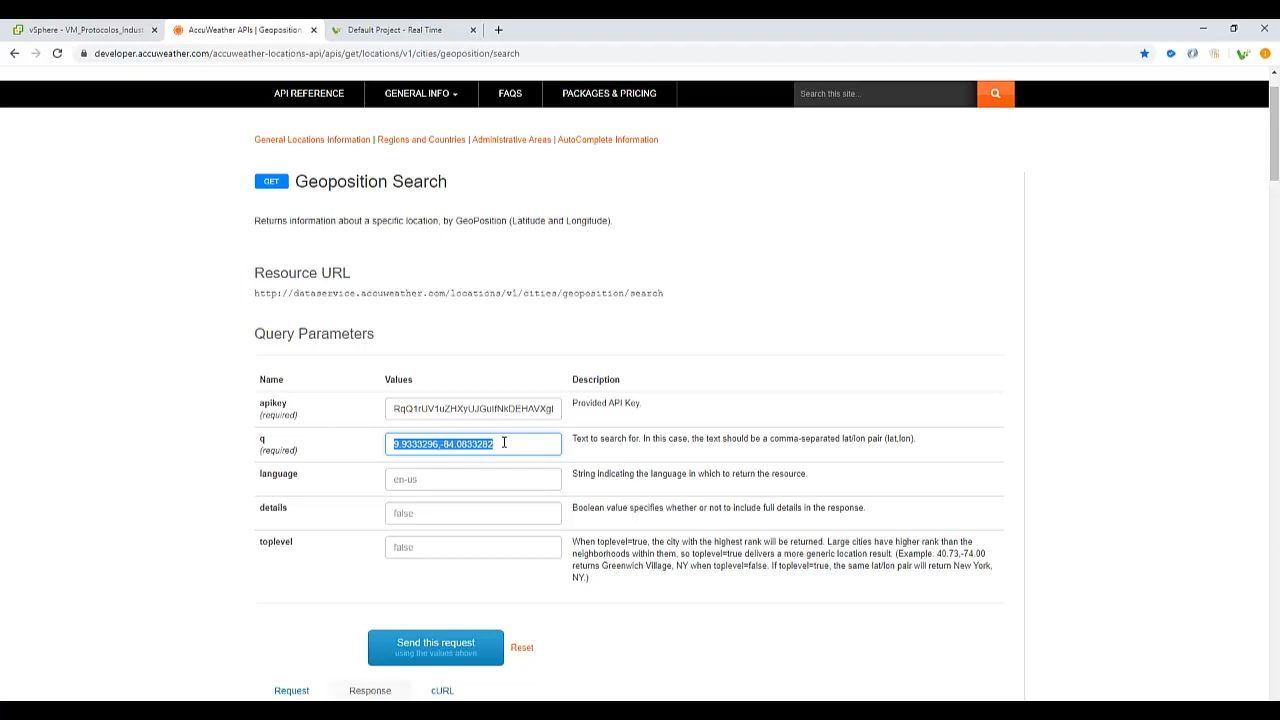 vSphere - VM_Protocolos_Indus
AccuWeather APIs | Geoposition
Default Project - Real Time
developer.accuweather.com/accuweather-locations-api/apis/get/locations/v1/cities/geoposition/search
API REFERENCE
GENERAL INFO
FAQS
PACKAGES & PRICING
Search this site...
General Locations Information | Regions and Countries | Administrative Areas | AutoComplete Information
GET Geoposition Search
Returns information about a specific location, by GeoPosition (Latitude and Longitude).
Resource URL
http://dataservice.accuweather.com/locations/v1/cities/geoposition/search
Query Parameters
Name Values Description
apikey
(required)
Provided API Key.
q
(required)
9.9333296,-84.0833282
Text to search for. In this case, the text should be a comma-separated lat/lon pair (lat,lon).
language
en-us
String indicating the language in which to return the resource.
details
false
Boolean value specifies whether or not to include full details in the response.
toplevel
false
When toplevel=true, the city with the highest rank will be returned. Large cities have higher rank than the
neighborhoods within them, so toplevel=true delivers a more generic location result. (Example: 40.73,-74.00
returns Greenwich Village, NY when toplevel=false. If toplevel=true, the same lat/lon pair will return New York,
NY.)
Send this request
using the values above
Reset
Request
Response
cURL